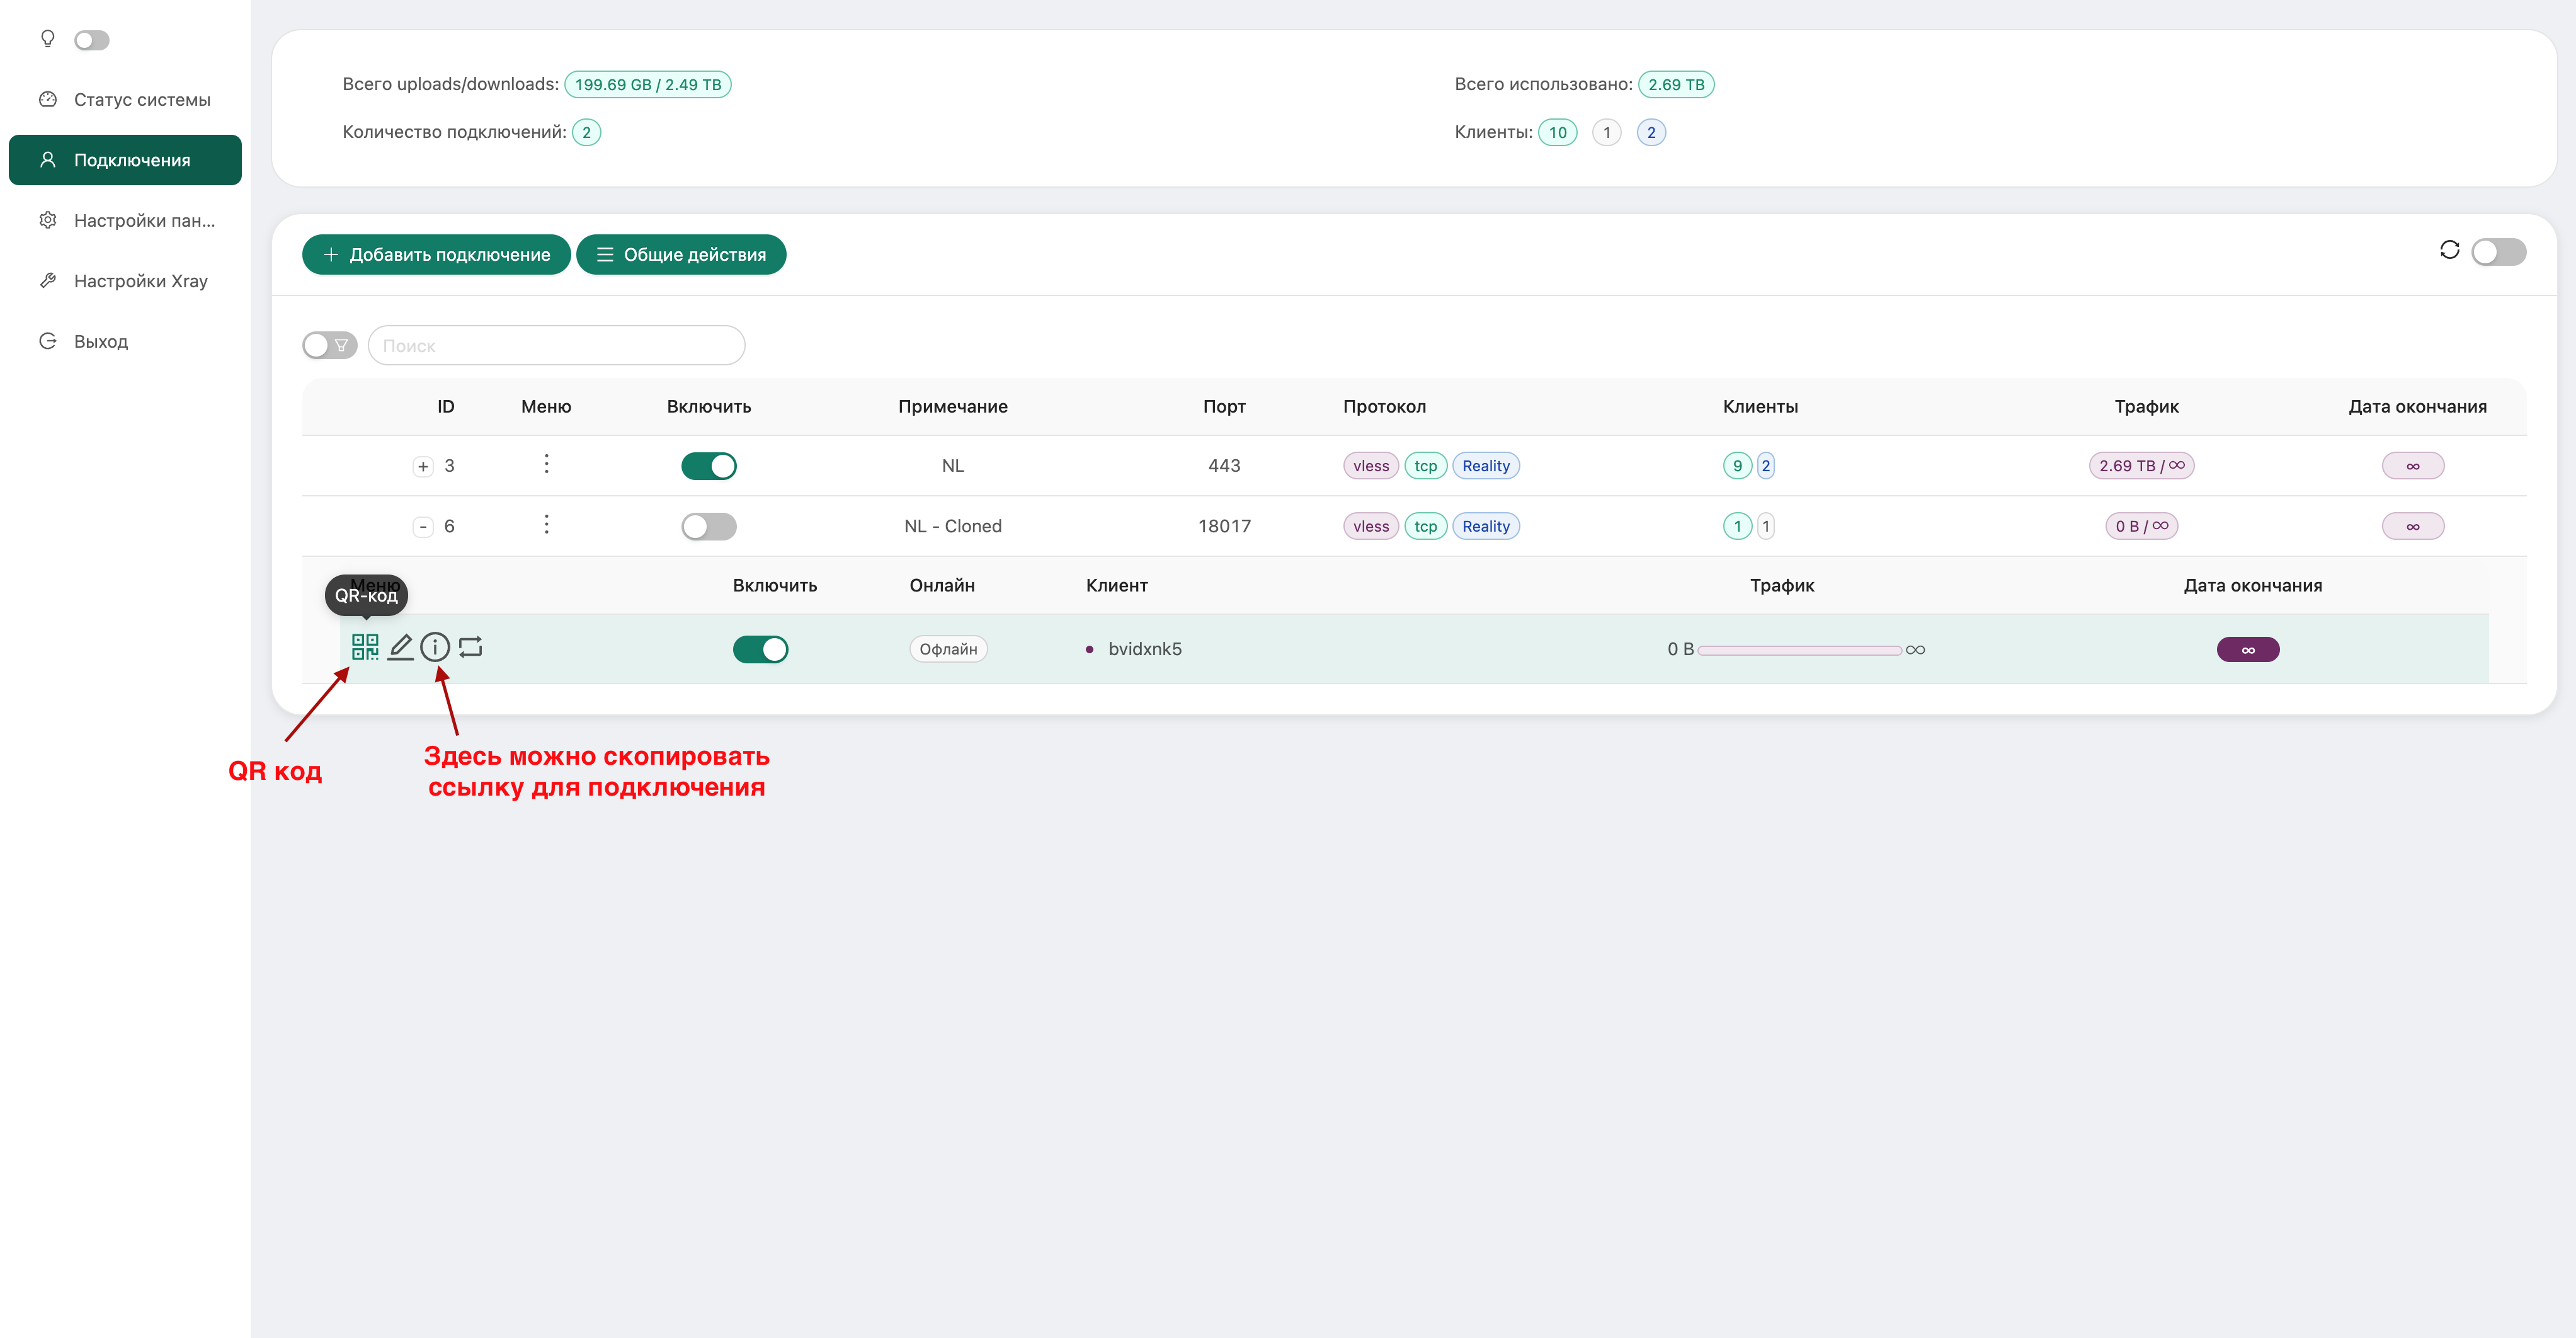 Статус системы
Подключения
Настройки пан...
Настройки Xray
Выход
Всего uploads/downloads: 199.69 GB / 2.49 TB
Всего использовано: 2.69 TB
Количество подключений: 2
Клиенты: 10 1 2
+ Добавить подключение
Общие действия
Поиск
ID Меню Включить Примечание Порт Протокол Клиенты Трафик Дата окончания
+ 3 NL 443 vless tcp Reality 9 2 2.69 TB / ∞ ∞
- 6 NL - Cloned 18017 vless tcp Reality 1 1 0 B / ∞ ∞
Меню Включить Онлайн Клиент Трафик Дата окончания
QR-код
Офлайн bvidxnk5 0 B ∞ ∞
QR код
Здесь можно скопировать
ссылку для подключения